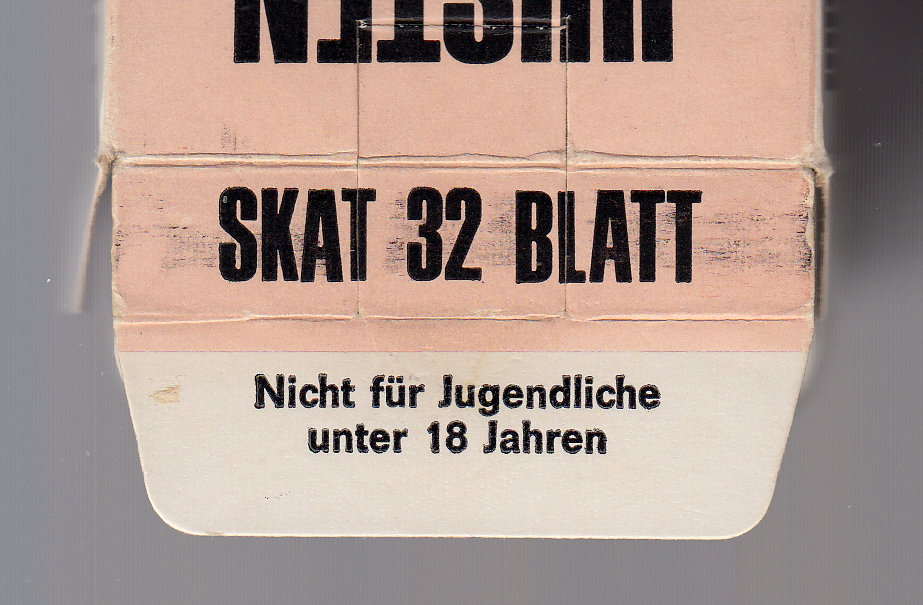 SKAT 32 BLATT
Nicht für Jugendliche
unter 18 Jahren